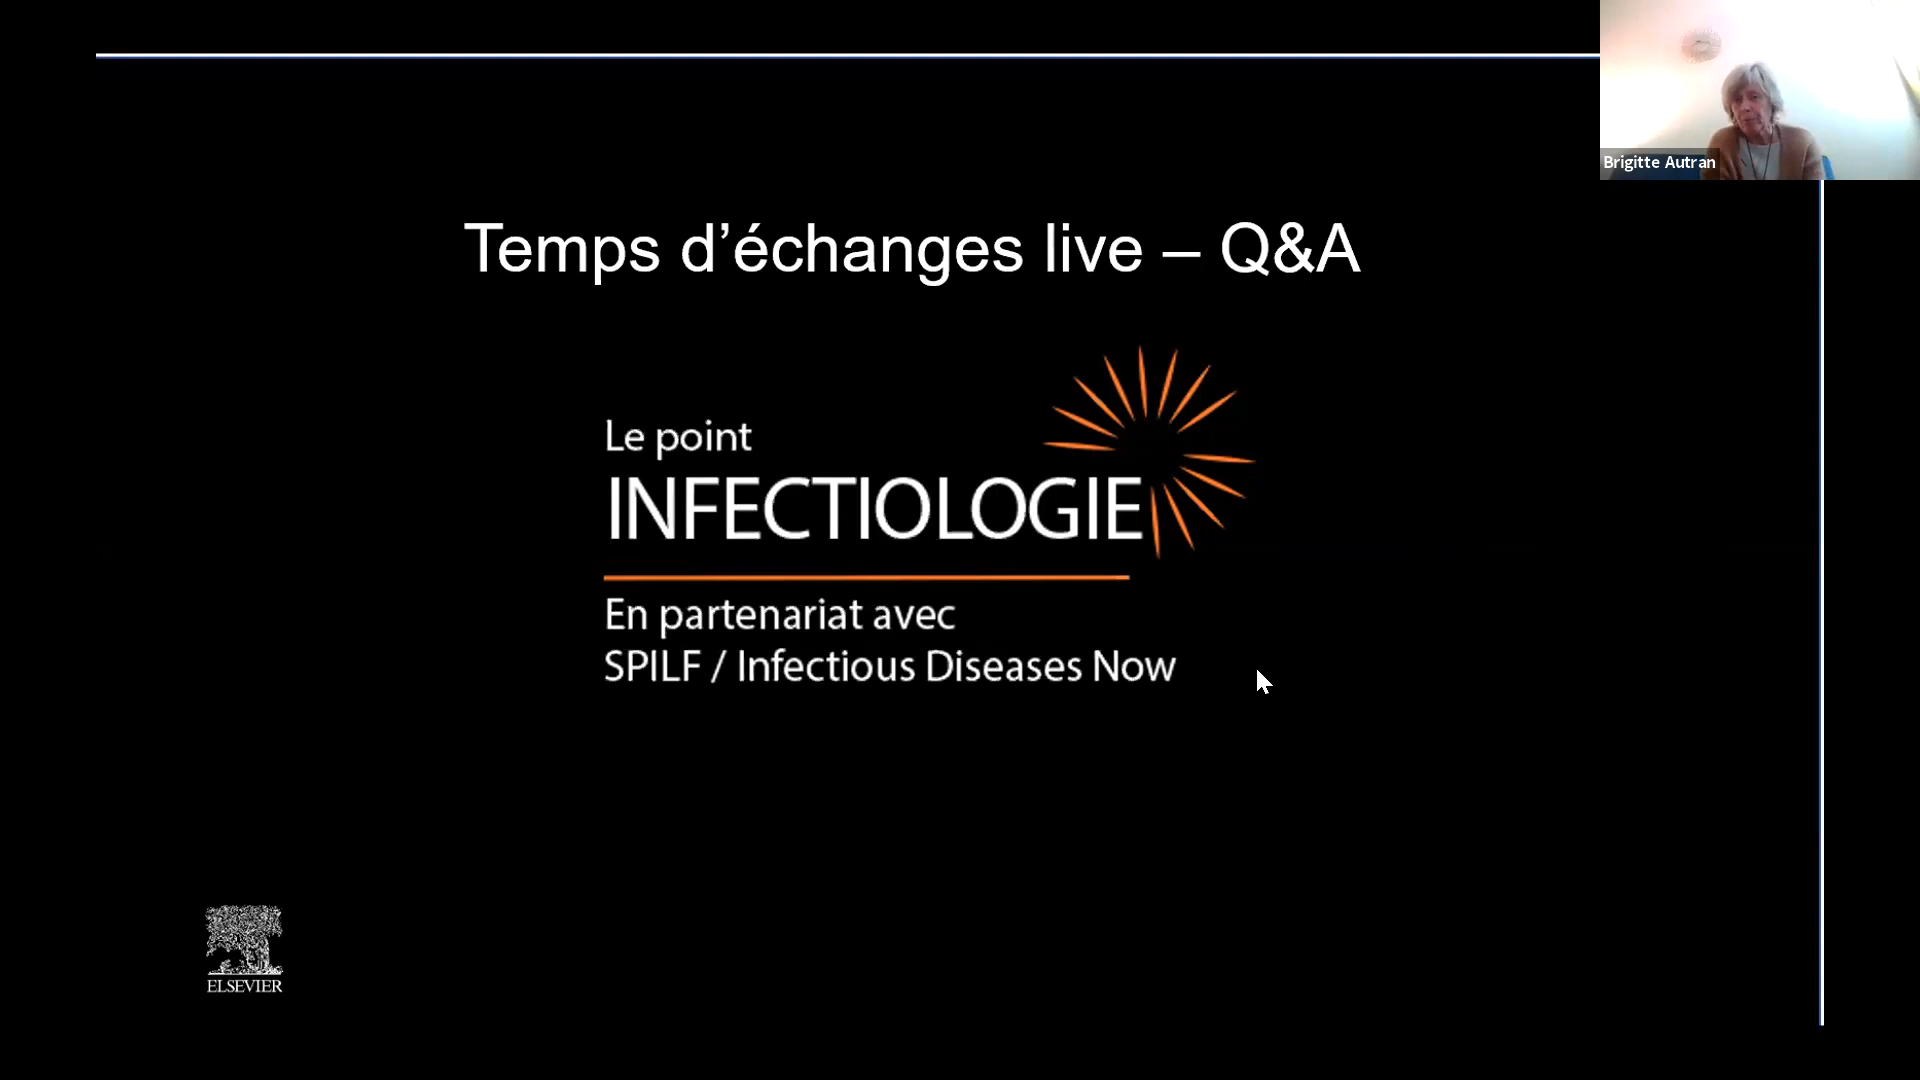 Brigitte Autran
Temps d’échanges live – Q&A
Le point
INFECTIOLOGIE
En partenariat avec
SPILF / Infectious Diseases Now
ELSEVIER